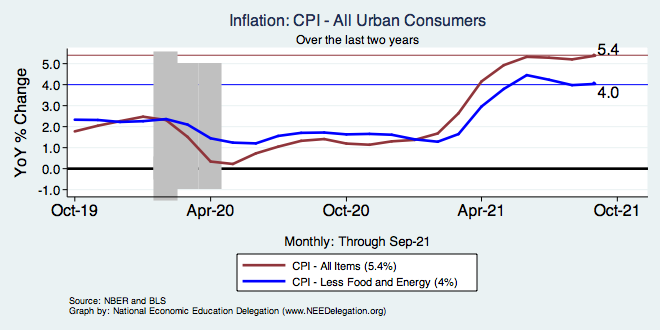 Inflation: CPI - All Urban Consumers
Over the last two years
YoY % Change
5.0
4.0
3.0
2.0
1.0
0.0
-1.0
5.4
4.0
Oct-19
Apr-20
Oct-20
Apr-21
Oct-21
Monthly: Through Sep-21
CPI - All Items (5.4%)
CPI - Less Food and Energy (4%)
Source: NBER and BLS
Graph by: National Economic Education Delegation (www.NEEDelegation.org)